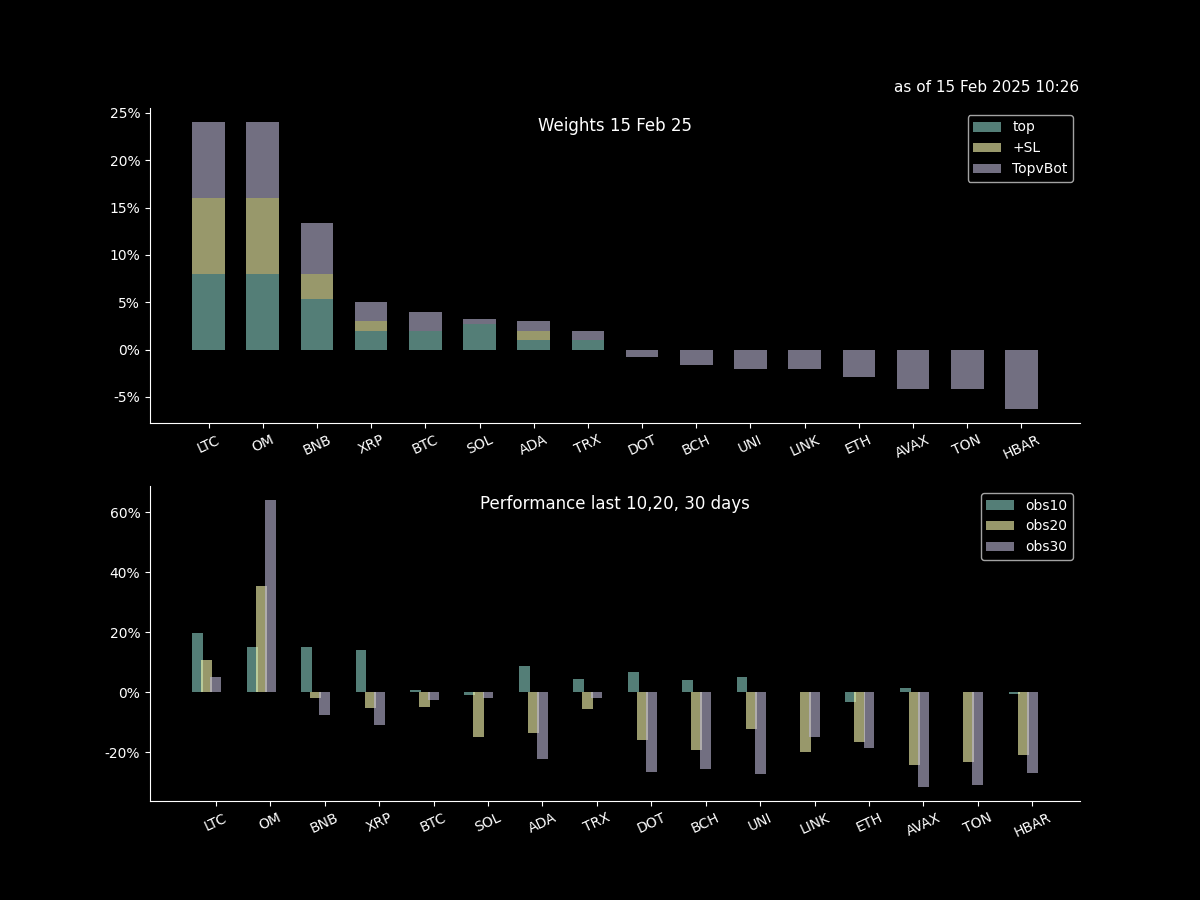 as of 15 Feb 2025 10:26
Weights 15 Feb 25
top
+SL
TopvBot
25%
20%
15%
10%
5%
0%
-5%
LTC OM BNB XRP BTC SOL ADA TRX DOT BCH UNI LINK ETH AVAX TON HBAR
Performance last 10,20, 30 days
obs10
obs20
obs30
60%
40%
20%
0%
-20%
LTC OM BNB XRP BTC SOL ADA TRX DOT BCH UNI LINK ETH AVAX TON HBAR